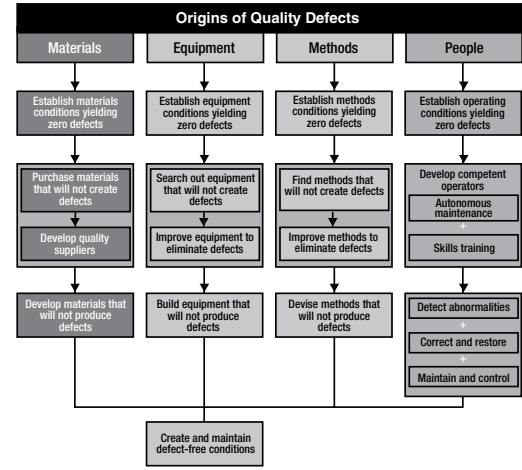 Origins of Quality Defects
Materials
Equipment
Methods
People
Establish materials
conditions yielding
zero defects
Establish equipment
conditions yielding
zero defects
Establish methods
conditions yielding
zero defects
Establish operating
conditions yielding
zero defects
Purchase materials
that will not create
defects
Develop quality
suppliers
Search out equipment
that will not create
defects
Improve equipment to
eliminate defects
Find methods that
will not create defects
Improve methods to
eliminate defects
Develop competent
operators
Autonomous
maintenance
+
Skills training
Develop materials that
will not produce
defects
Build equipment that
will not produce
defects
Devise methods that
will not produce
defects
Detect abnormalities
+
Correct and restore
+
Maintain and control
Create and maintain
defect-free conditions